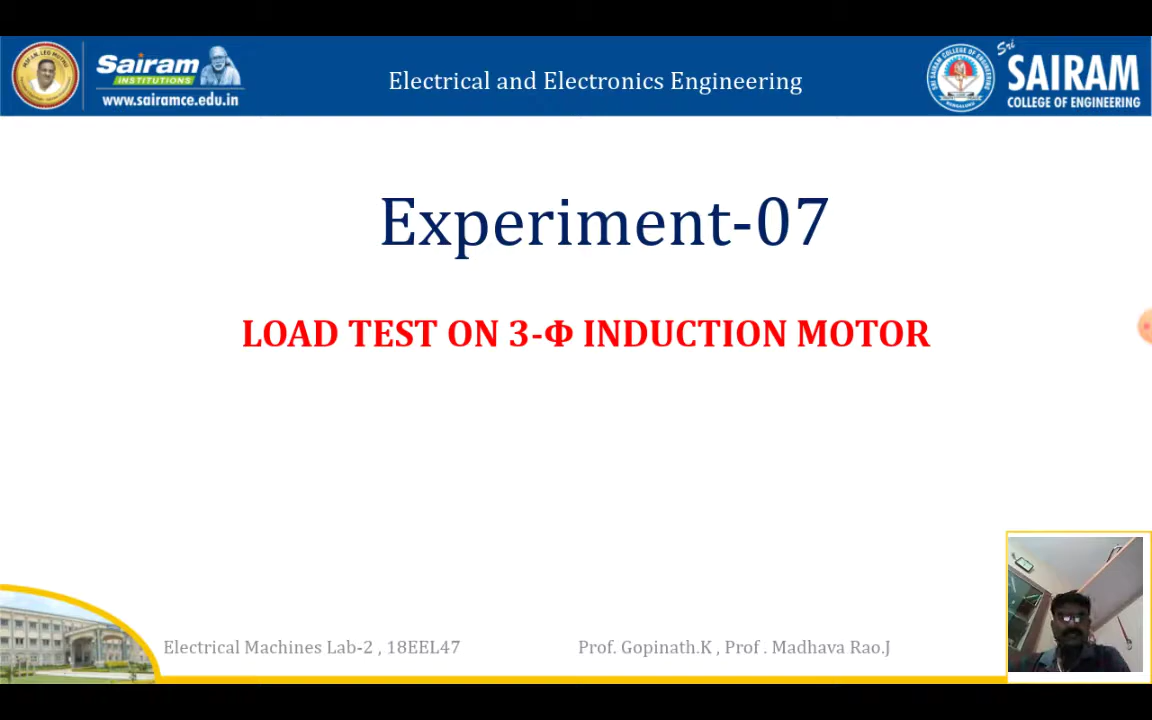 Sairam
INSTITUTIONS
www.sairamce.edu.in
Electrical and Electronics Engineering
Sri
SAIRAM
COLLEGE OF ENGINEERING
Experiment-07
LOAD TEST ON 3-Φ INDUCTION MOTOR
Electrical Machines Lab-2 , 18EEL47
Prof. Gopinath.K , Prof . Madhava Rao.J